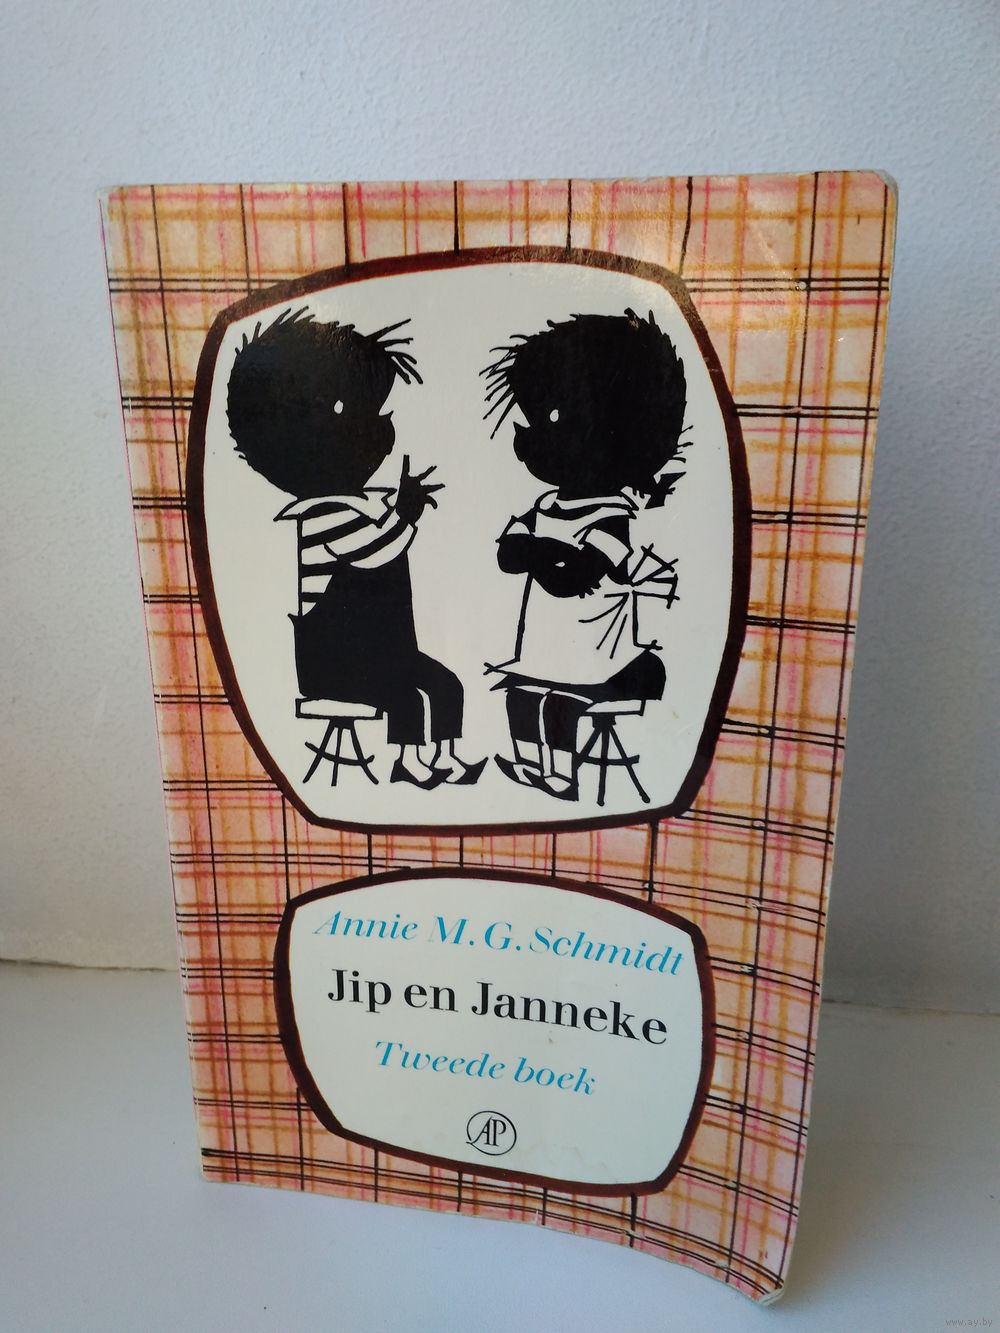 Annie M. G. Schmidt
Jip en Janneke
Tweede boek
AP
www.ay.by